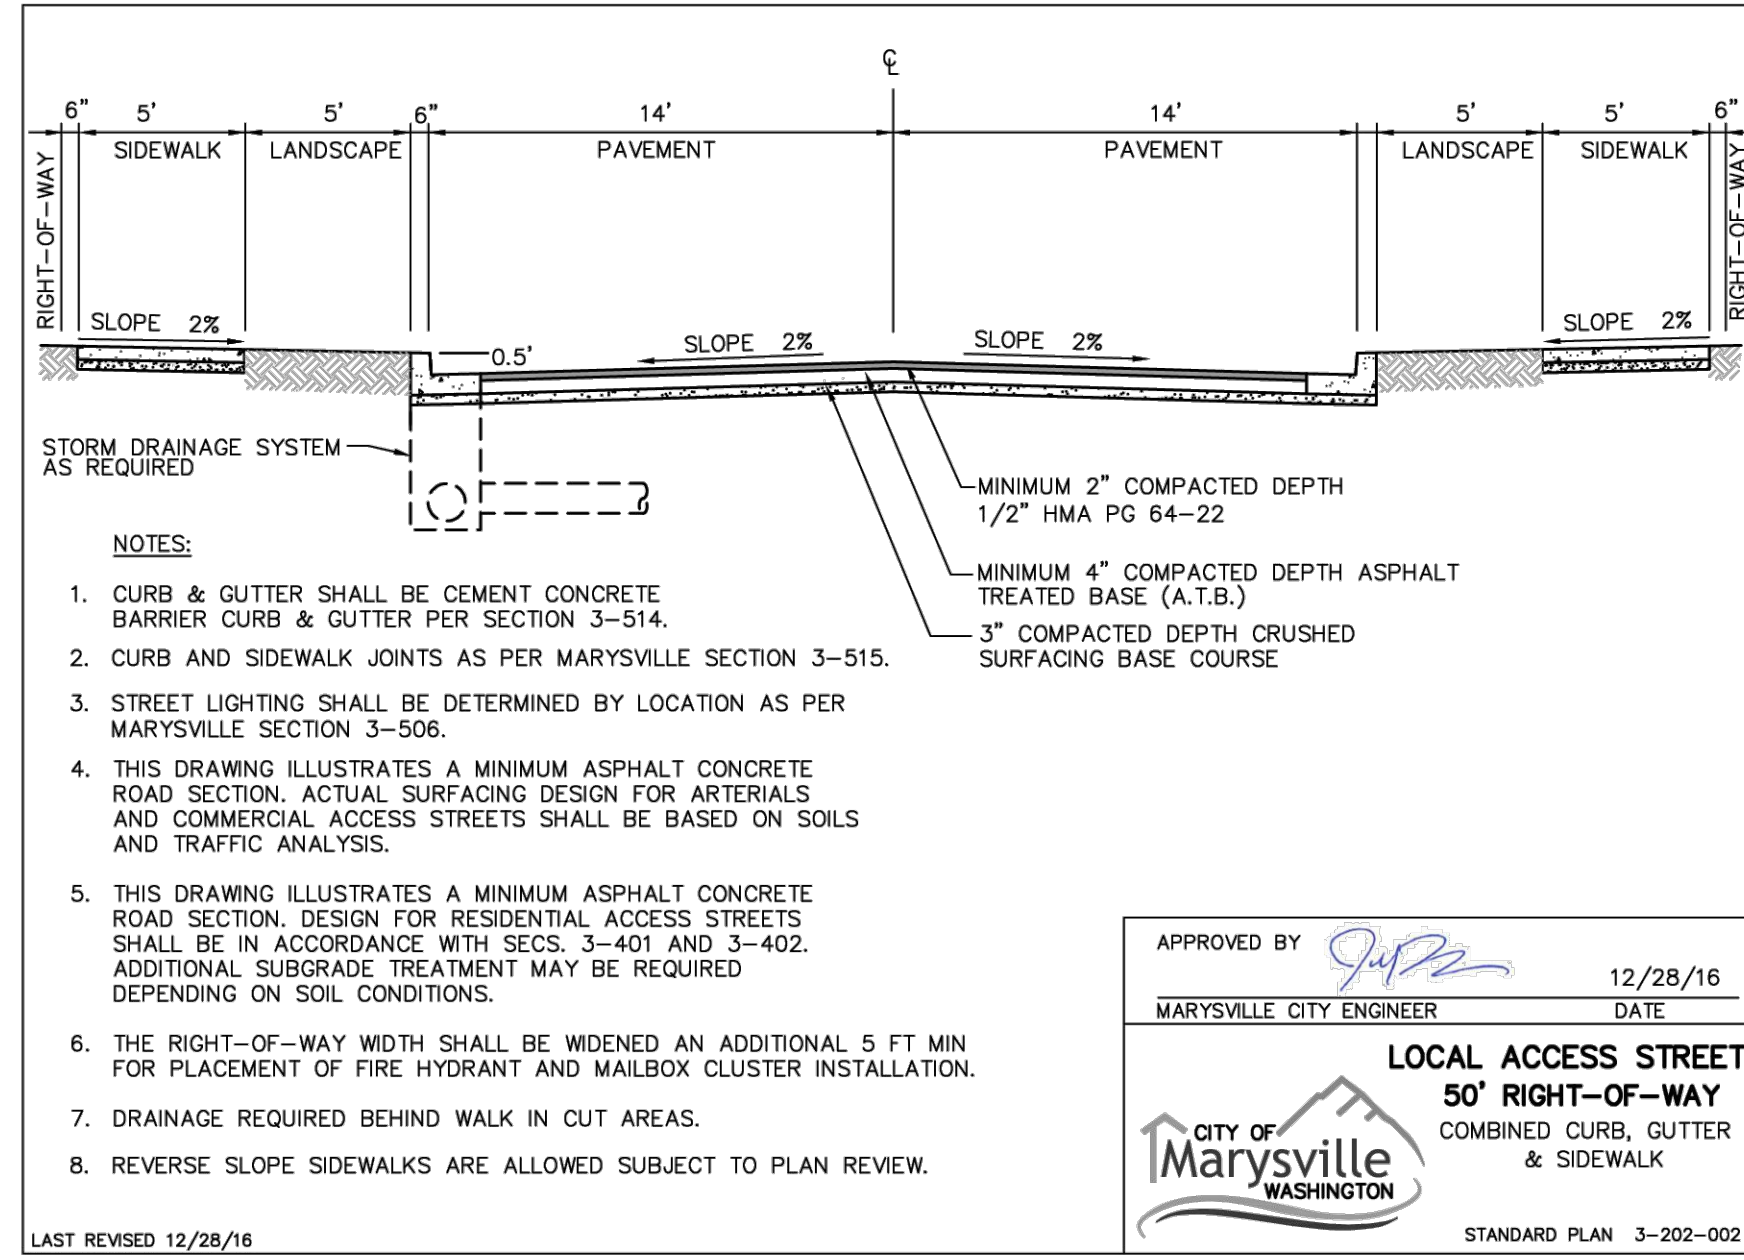 ℄
6" 5' 5' 6" 14' 14' 5' 5' 6"
SIDEWALK LANDSCAPE PAVEMENT PAVEMENT LANDSCAPE SIDEWALK
RIGHT-OF-WAY
RIGHT-OF-WAY
SLOPE 2%
SLOPE 2%
SLOPE 2%
SLOPE 2%
0.5'
STORM DRAINAGE SYSTEM
AS REQUIRED
MINIMUM 2" COMPACTED DEPTH
1/2" HMA PG 64-22
MINIMUM 4" COMPACTED DEPTH ASPHALT
TREATED BASE (A.T.B.)
3" COMPACTED DEPTH CRUSHED
SURFACING BASE COURSE
NOTES:
1. CURB & GUTTER SHALL BE CEMENT CONCRETE
BARRIER CURB & GUTTER PER SECTION 3-514.
2. CURB AND SIDEWALK JOINTS AS PER MARYSVILLE SECTION 3-515.
3. STREET LIGHTING SHALL BE DETERMINED BY LOCATION AS PER
MARYSVILLE SECTION 3-506.
4. THIS DRAWING ILLUSTRATES A MINIMUM ASPHALT CONCRETE
ROAD SECTION. ACTUAL SURFACING DESIGN FOR ARTERIALS
AND COMMERCIAL ACCESS STREETS SHALL BE BASED ON SOILS
AND TRAFFIC ANALYSIS.
5. THIS DRAWING ILLUSTRATES A MINIMUM ASPHALT CONCRETE
ROAD SECTION. DESIGN FOR RESIDENTIAL ACCESS STREETS
SHALL BE IN ACCORDANCE WITH SECS. 3-401 AND 3-402.
ADDITIONAL SUBGRADE TREATMENT MAY BE REQUIRED
DEPENDING ON SOIL CONDITIONS.
6. THE RIGHT-OF-WAY WIDTH SHALL BE WIDENED AN ADDITIONAL 5 FT MIN
FOR PLACEMENT OF FIRE HYDRANT AND MAILBOX CLUSTER INSTALLATION.
7. DRAINAGE REQUIRED BEHIND WALK IN CUT AREAS.
8. REVERSE SLOPE SIDEWALKS ARE ALLOWED SUBJECT TO PLAN REVIEW.
LAST REVISED 12/28/16
APPROVED BY
12/28/16
MARYSVILLE CITY ENGINEER DATE
LOCAL ACCESS STREET
50' RIGHT-OF-WAY
COMBINED CURB, GUTTER
& SIDEWALK
CITY OF
Marysville
WASHINGTON
STANDARD PLAN 3-202-002